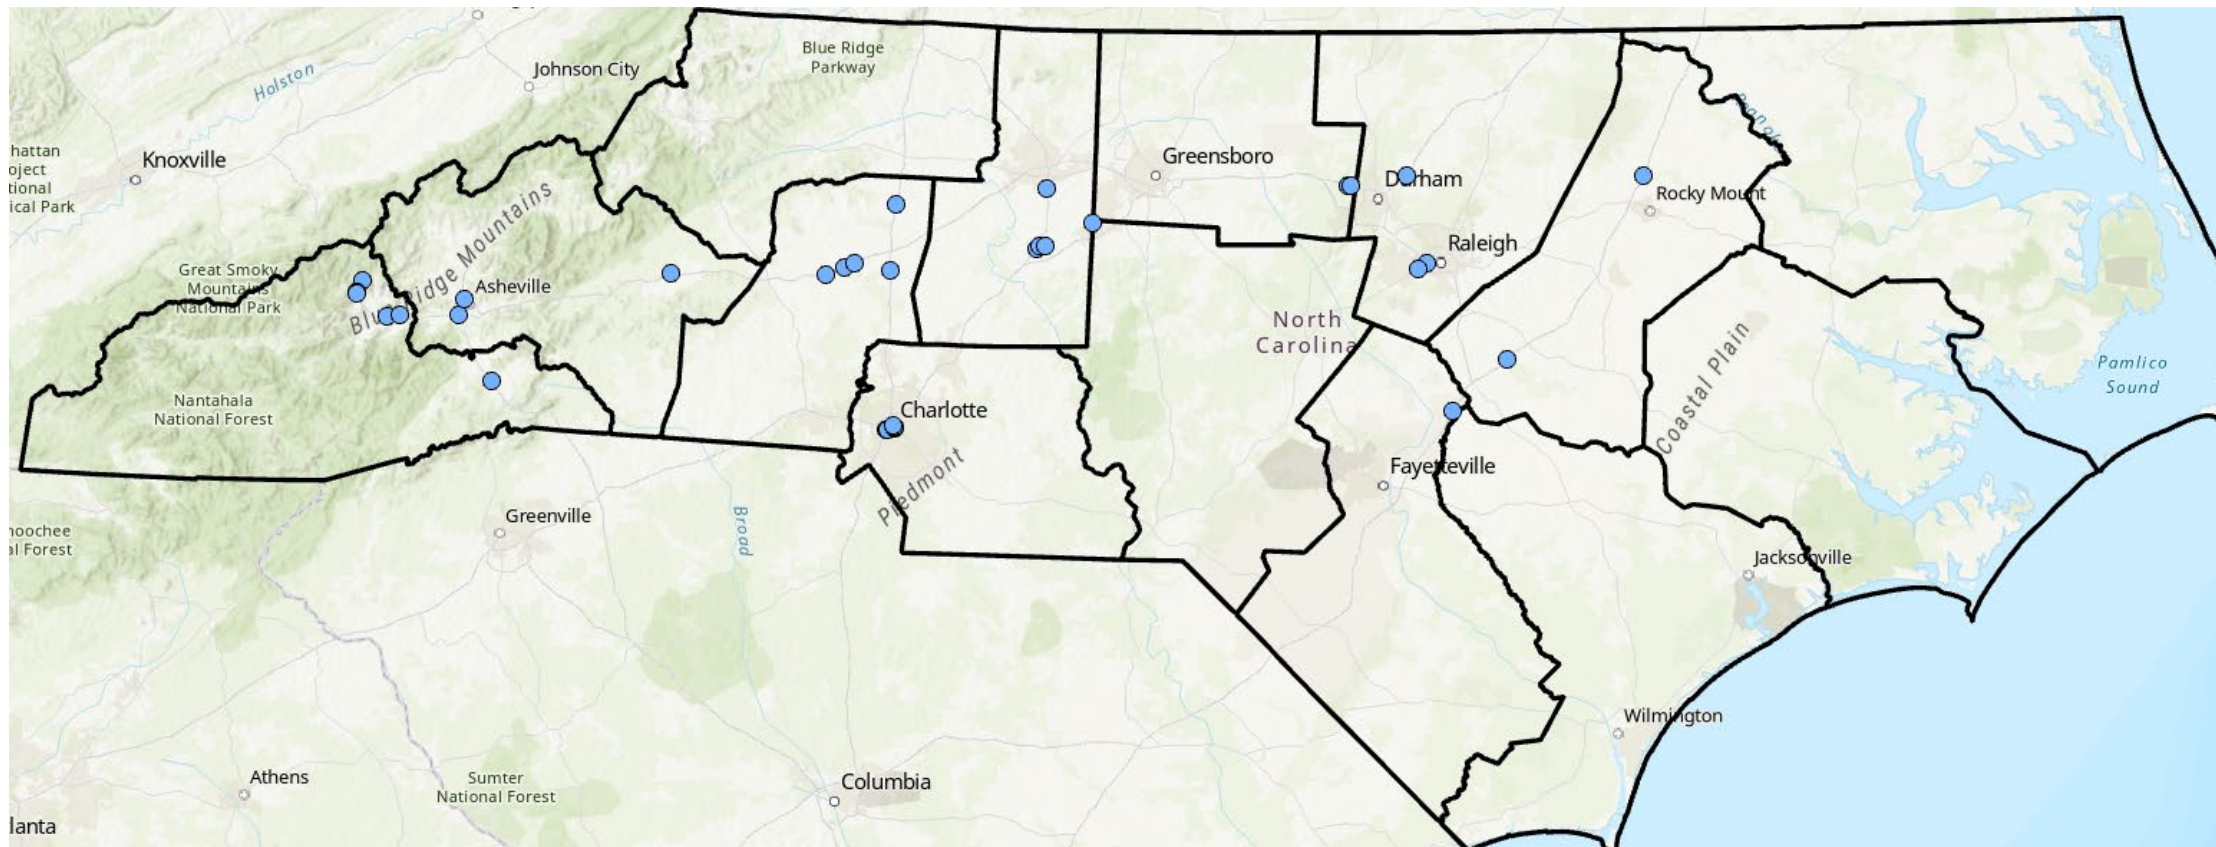 Blue Ridge
Parkway
Johnson City
Holston
hattan
oject
tional
ical Park
Knoxville
Greensboro
Roanoke
Durham
Rocky Mount
Blue Ridge Mountains
Raleigh
Great Smoky
Mountains
National Park
Asheville
North
Carolina
Coastal Plain
Pamlico
Sound
Nantahala
National Forest
Charlotte
Piedmont
Fayetteville
Greenville
Broad
hoochee
al Forest
Jacksonville
Wilmington
Athens
Sumter
National Forest
Columbia
lanta